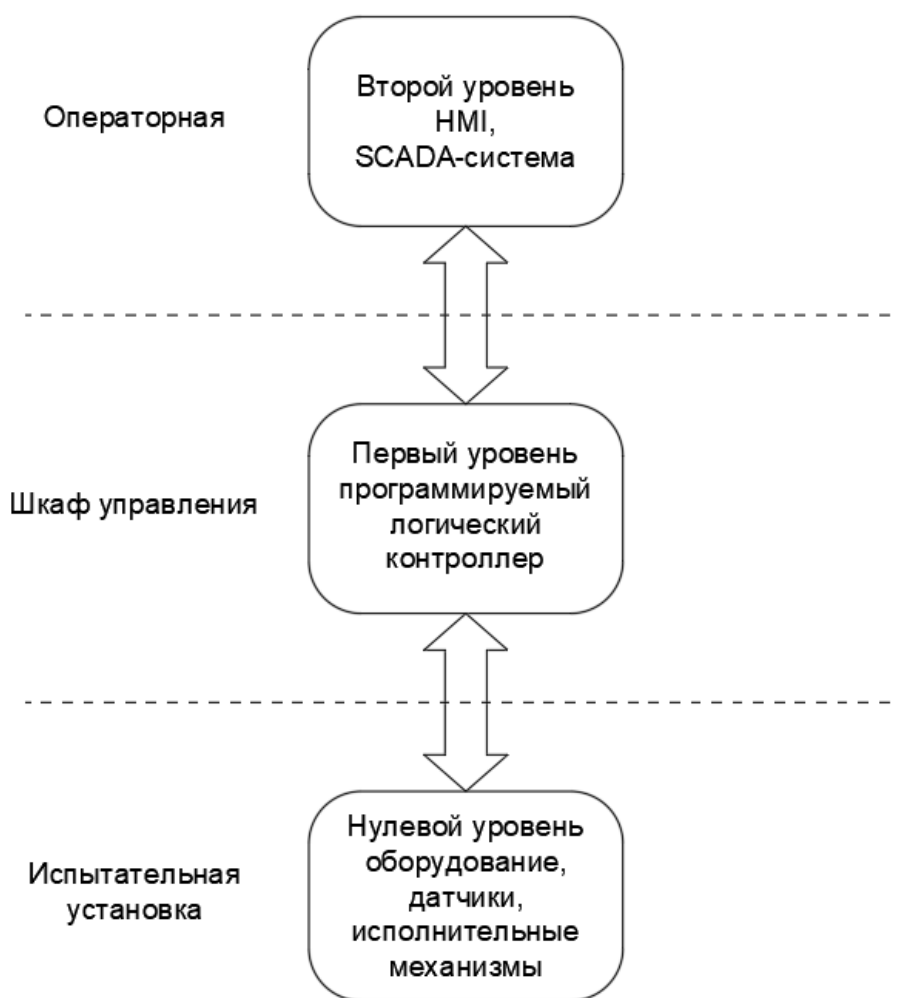 Операторная
Второй уровень
HMI,
SCADA-система
Шкаф управления
Первый уровень
программируемый
логический
контроллер
Испытательная
установка
Нулевой уровень
оборудование,
датчики,
исполнительные
механизмы